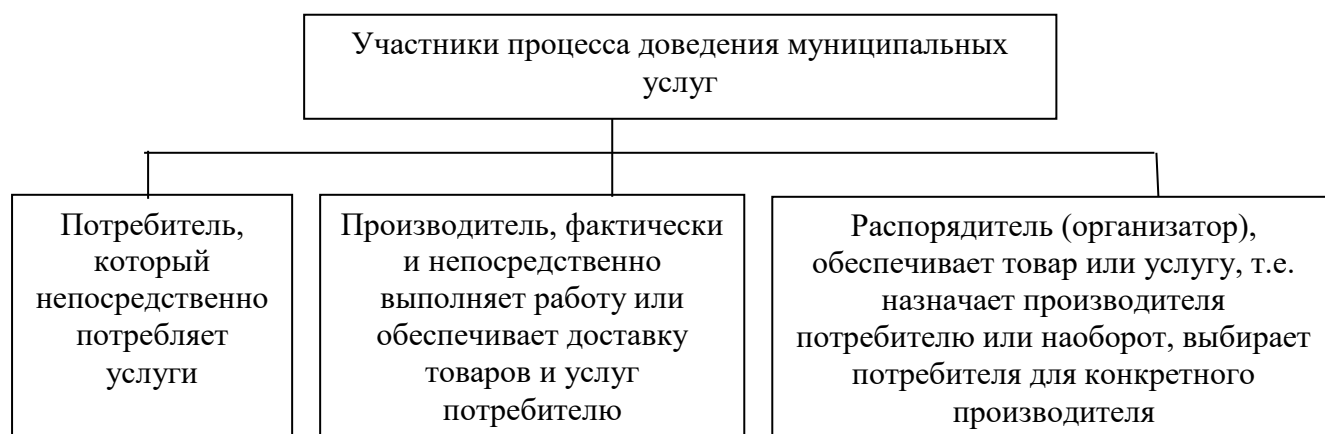 Участники процесса доведения муниципальных
услуг
Потребитель,
который
непосредственно
потребляет
услуги
Производитель, фактически
и непосредственно
выполняет работу или
обеспечивает доставку
товаров и услуг
потребителю
Распорядитель (организатор),
обеспечивает товар или услугу, т.е.
назначает производителя
потребителю или наоборот, выбирает
потребителя для конкретного
производителя